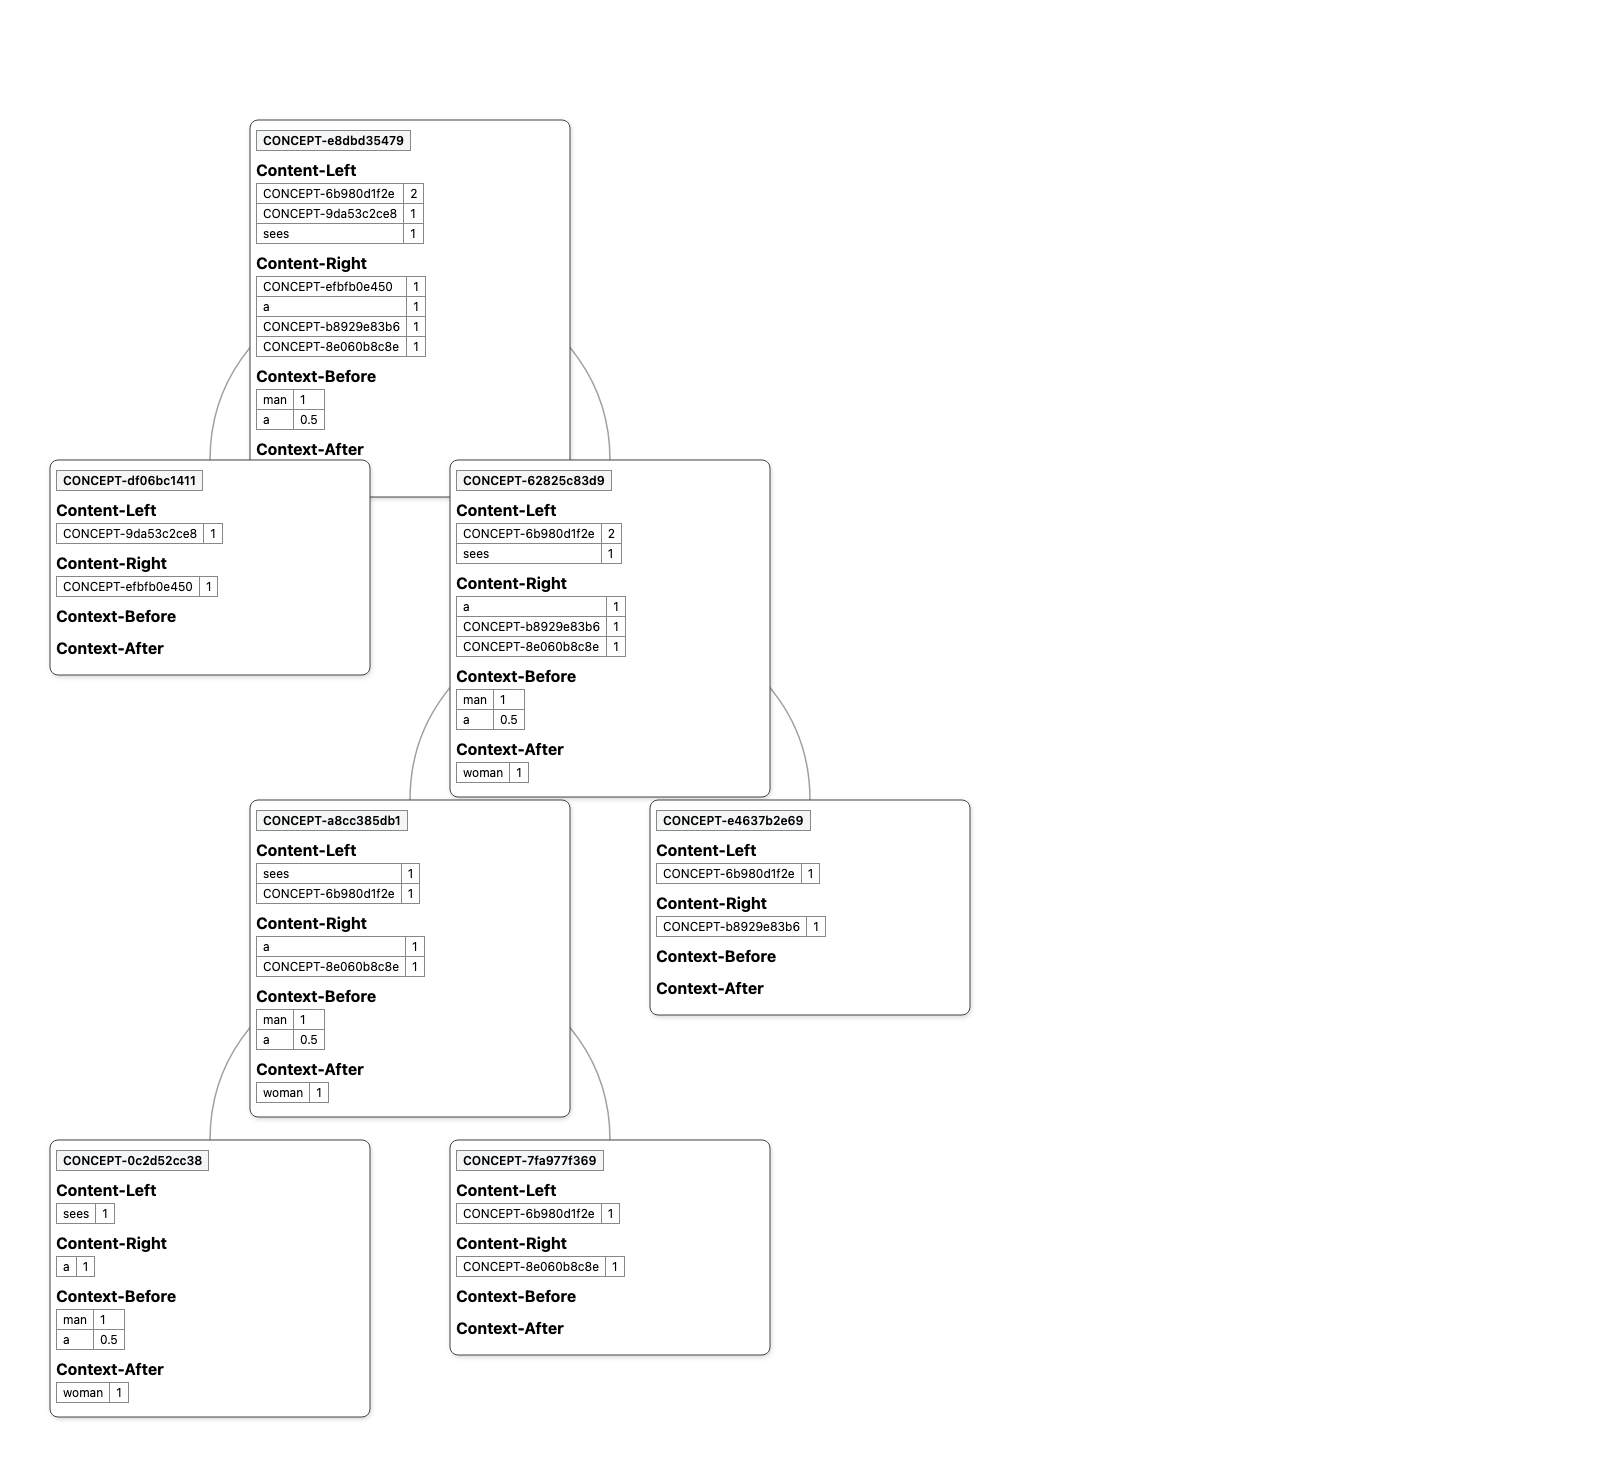 CONCEPT-e8dbd35479
Content-Left
CONCEPT-6b980d1f2e 2
CONCEPT-9da53c2ce8 1
sees 1
Content-Right
CONCEPT-efbfb0e450 1
a 1
CONCEPT-b8929e83b6 1
CONCEPT-8e060b8c8e 1
Context-Before
man 1
a 0.5
Context-After
CONCEPT-df06bc1411
Content-Left
CONCEPT-9da53c2ce8 1
Content-Right
CONCEPT-efbfb0e450 1
Context-Before
Context-After
CONCEPT-62825c83d9
Content-Left
CONCEPT-6b980d1f2e 2
sees 1
Content-Right
a 1
CONCEPT-b8929e83b6 1
CONCEPT-8e060b8c8e 1
Context-Before
man 1
a 0.5
Context-After
woman 1
CONCEPT-a8cc385db1
Content-Left
sees 1
CONCEPT-6b980d1f2e 1
Content-Right
a 1
CONCEPT-8e060b8c8e 1
Context-Before
man 1
a 0.5
Context-After
woman 1
CONCEPT-e4637b2e69
Content-Left
CONCEPT-6b980d1f2e 1
Content-Right
CONCEPT-b8929e83b6 1
Context-Before
Context-After
CONCEPT-0c2d52cc38
Content-Left
sees 1
Content-Right
a 1
Context-Before
man 1
a 0.5
Context-After
woman 1
CONCEPT-7fa977f369
Content-Left
CONCEPT-6b980d1f2e 1
Content-Right
CONCEPT-8e060b8c8e 1
Context-Before
Context-After